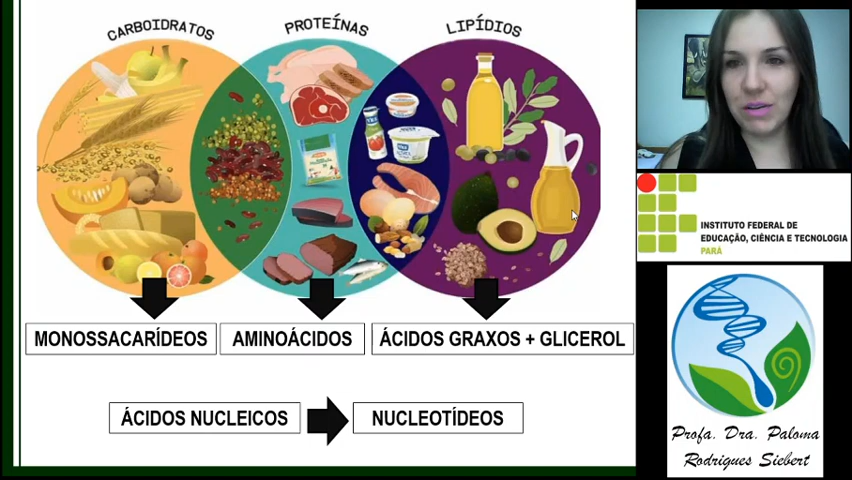 CARBOIDRATOS
PROTEÍNAS
LIPÍDIOS
MONOSSACARÍDEOS
AMINOÁCIDOS
ÁCIDOS GRAXOS + GLICEROL
ÁCIDOS NUCLEICOS
NUCLEOTÍDEOS
INSTITUTO FEDERAL DE
EDUCAÇÃO, CIÊNCIA E TECNOLOGIA
PARÁ
Profa. Dra. Paloma
Rodrigues Siebert